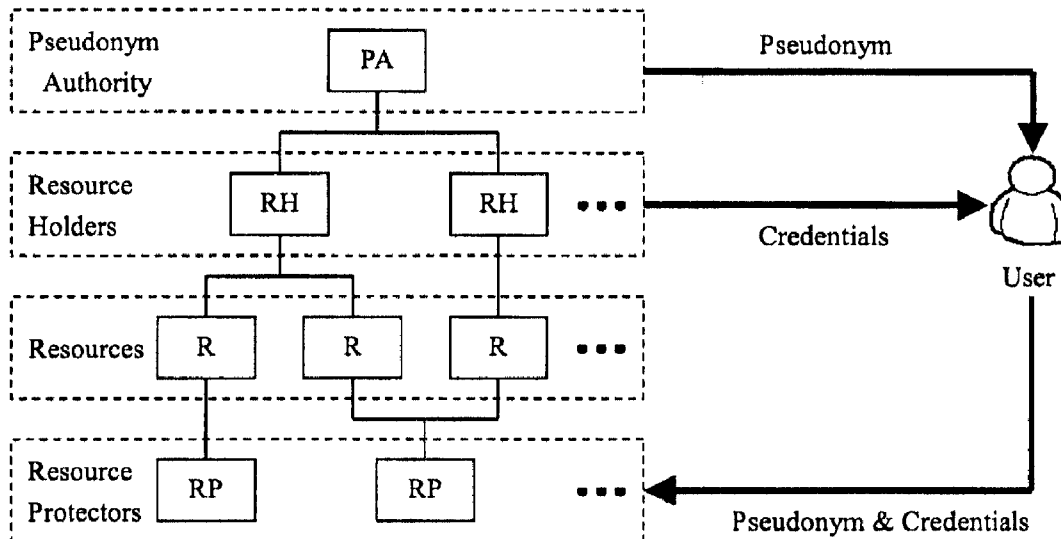 Pseudonym
Authority
PA
Pseudonym
Resource
Holders
RH
RH
Credentials
User
Resources
R
R
R
Resource
Protectors
RP
RP
Pseudonym & Credentials